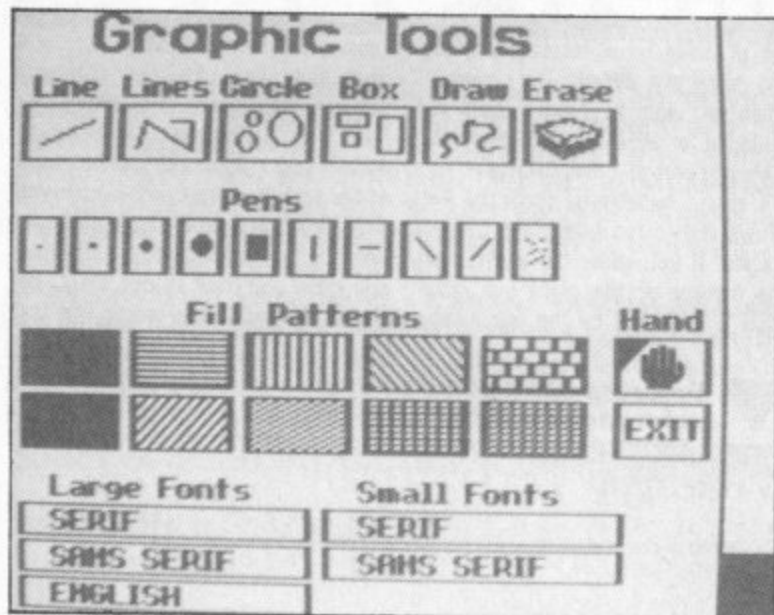 Graphic Tools
Line Lines Circle Box Draw Erase
Pens
Fill Patterns
Hand
EXIT
Large Fonts
SERIF
SAMS SERIF
ENGLISH
Small Fonts
SERIF
SAMS SERIF